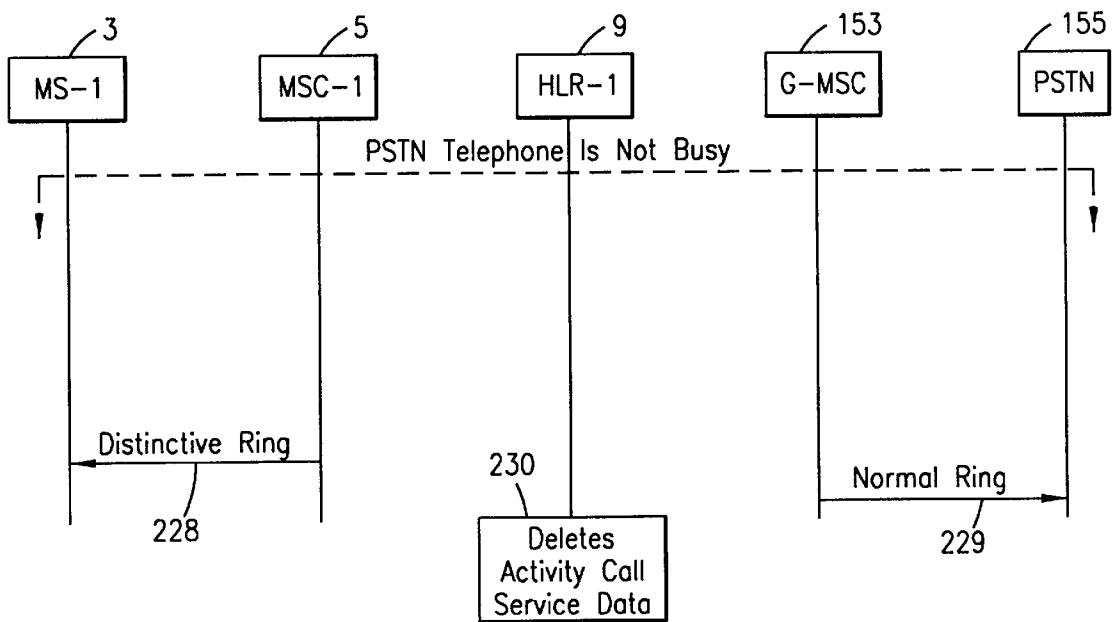 3
5
9
153
155
MS-1
MSC-1
HLR-1
G-MSC
PSTN
PSTN Telephone Is Not Busy
Distinctive Ring
228
Normal Ring
229
230
Deletes
Activity Call
Service Data